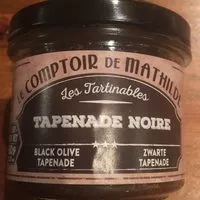 LE COMPTOIR DE MATHILDE
Les Tartinables
TAPENADE NOIRE
BLACK OLIVE
TAPENADE
ZWARTE
TAPENADE